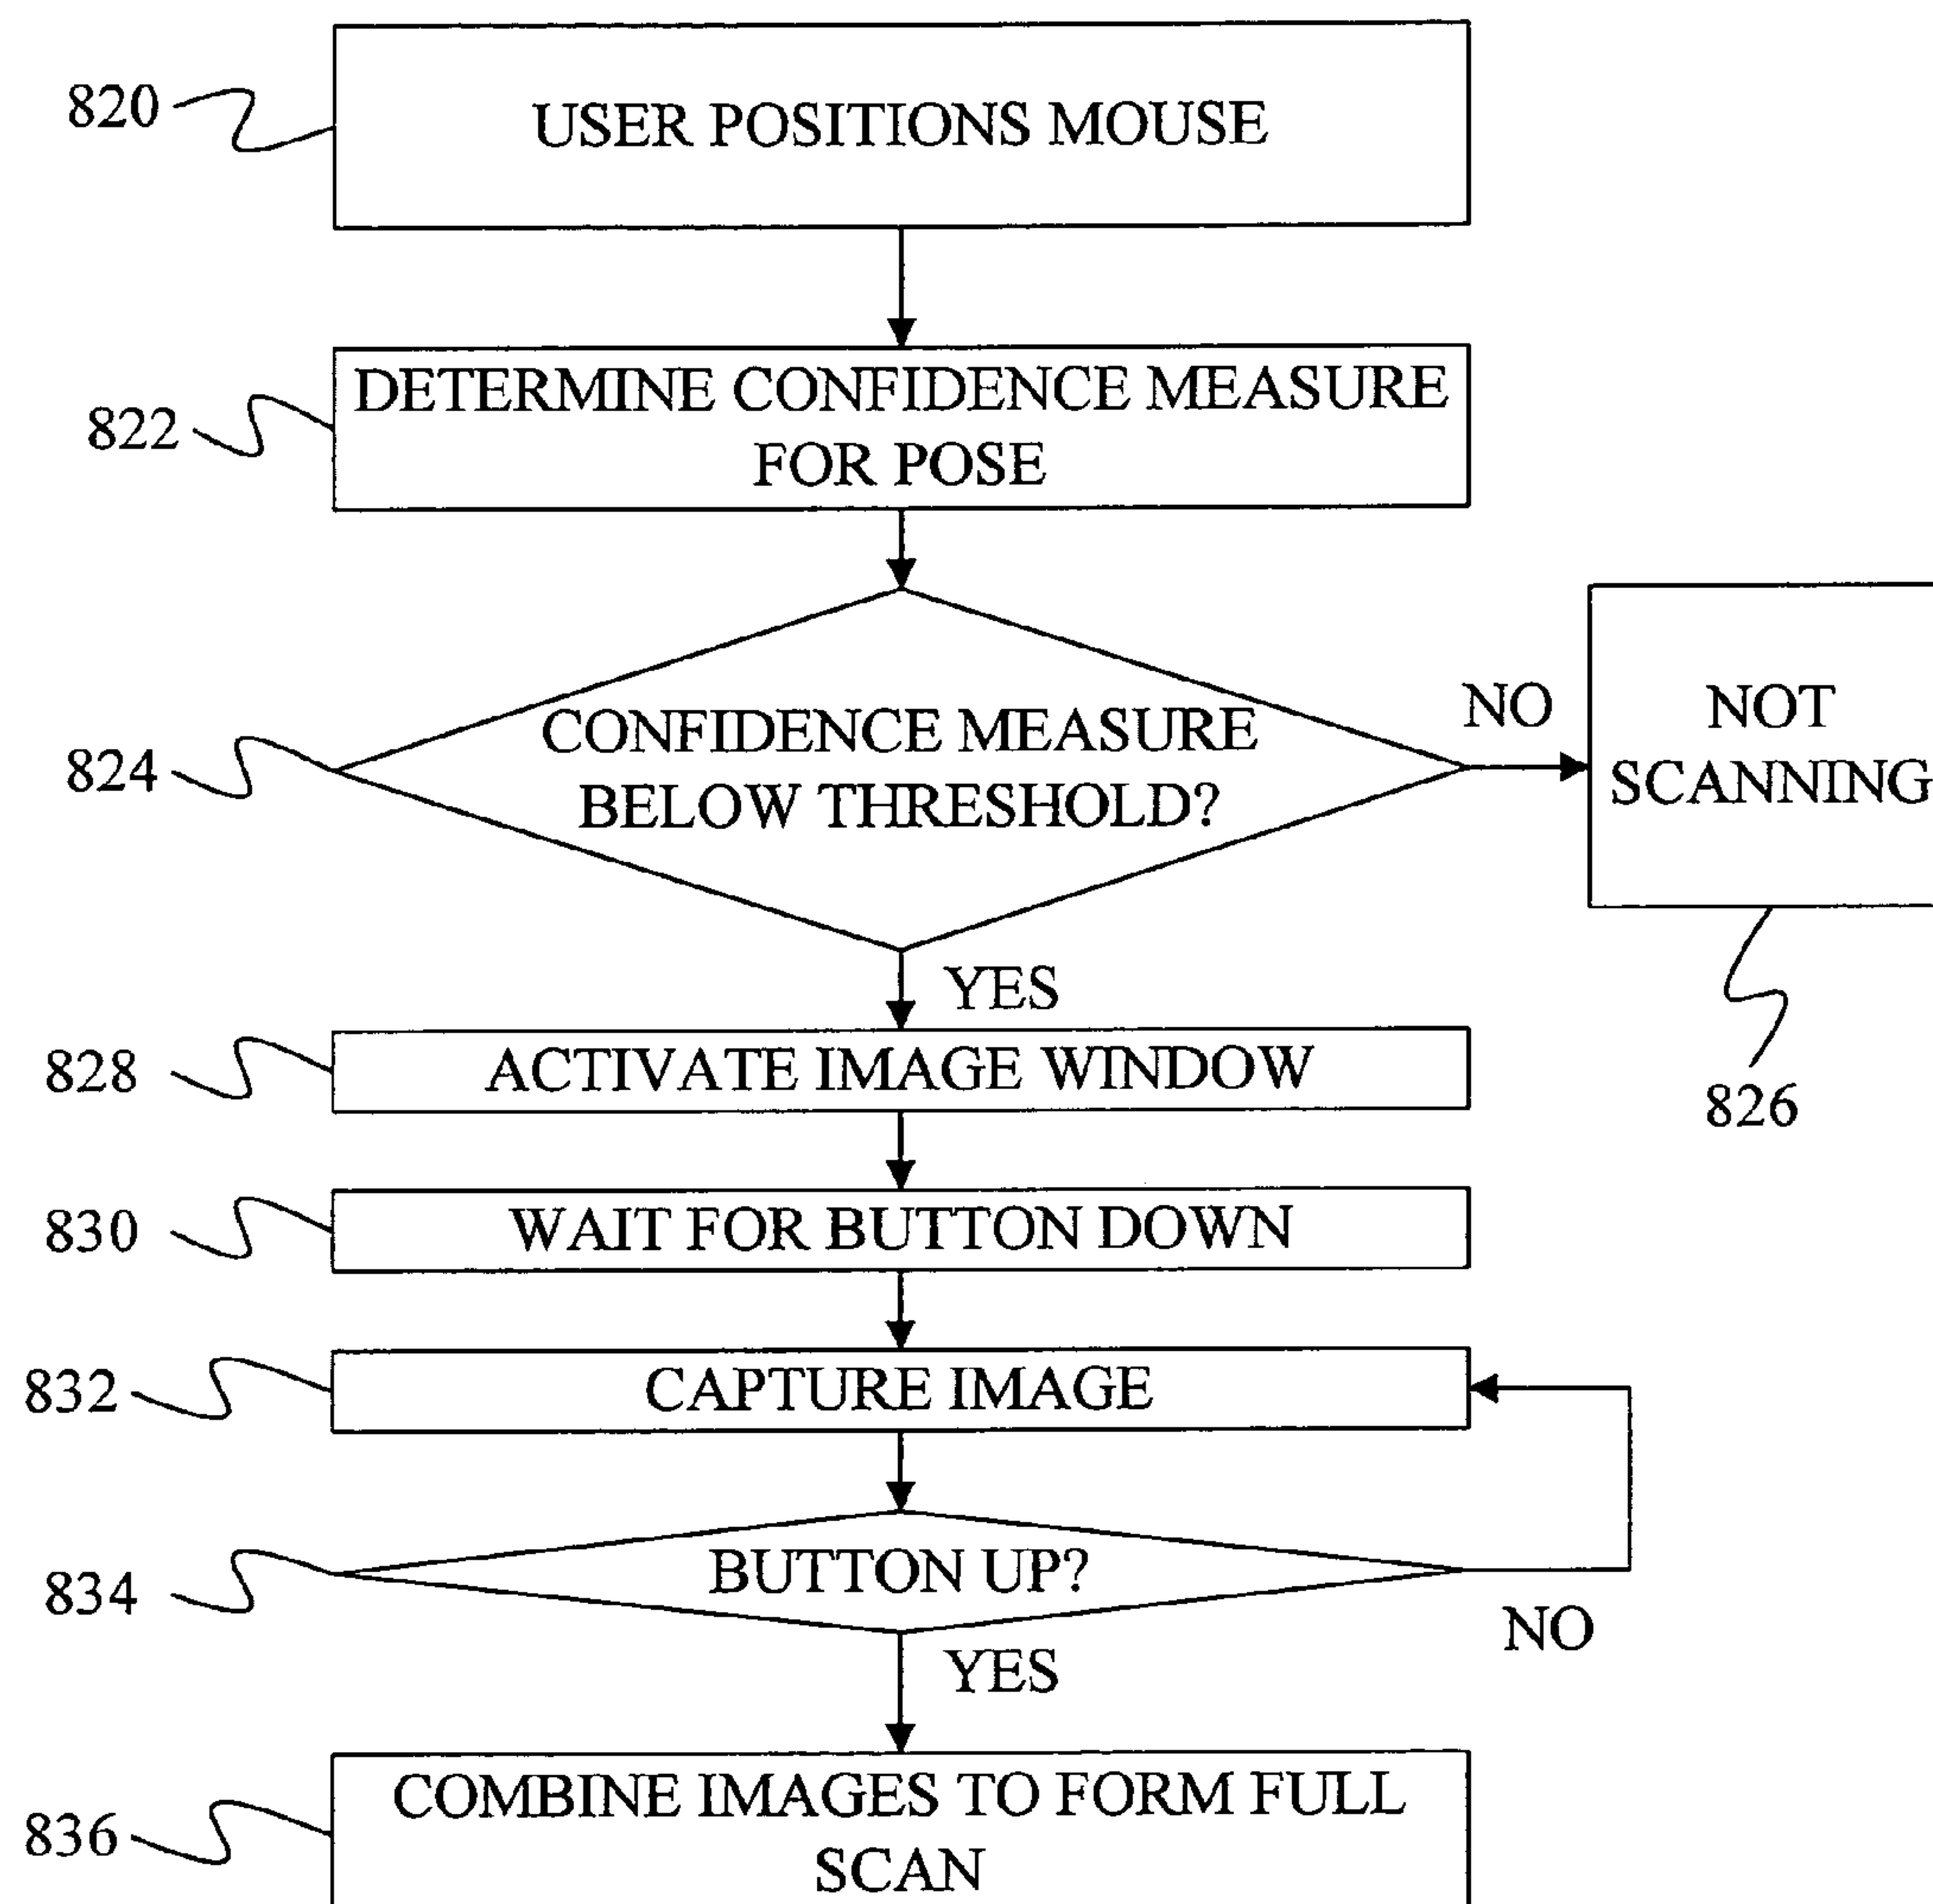 820
USER POSITIONS MOUSE
822
DETERMINE CONFIDENCE MEASURE
FOR POSE
824
CONFIDENCE MEASURE
BELOW THRESHOLD?
NO
NOT
SCANNING
826
YES
828
ACTIVATE IMAGE WINDOW
830
WAIT FOR BUTTON DOWN
832
CAPTURE IMAGE
834
BUTTON UP?
NO
YES
836
COMBINE IMAGES TO FORM FULL
SCAN